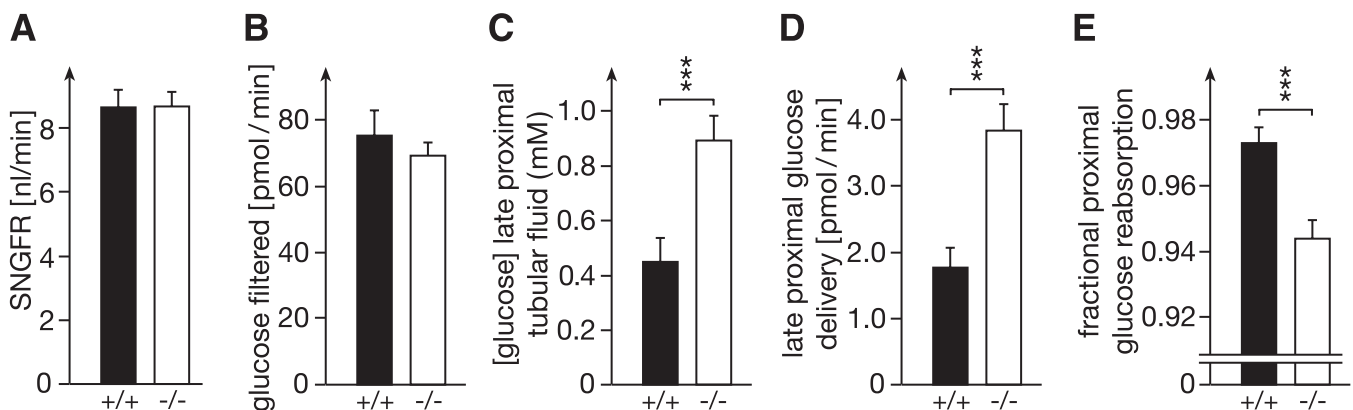 A
SNGFR [nl/min]
8
6
4
2
0
+/+ -/-
B
glucose filtered [pmol/min]
80
60
40
20
0
+/+ -/-
C
[glucose] late proximal
tubular fluid (mM)
1.0
0.8
0.6
0.4
0.2
0
***
+/+ -/-
D
late proximal glucose
delivery [pmol/min]
4.0
3.0
2.0
1.0
0
***
+/+ -/-
E
fractional proximal
glucose reabsorption
0.98
0.96
0.94
0.92
0
***
+/+ -/-